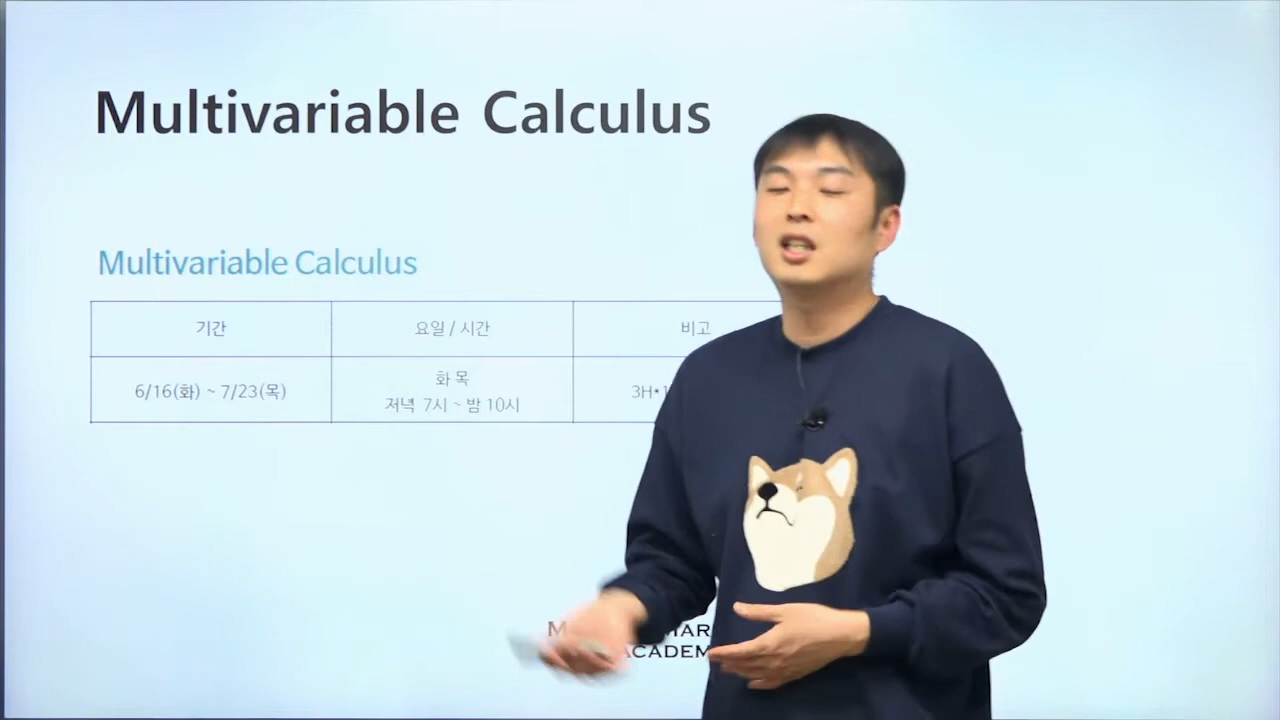 Multivariable Calculus
Multivariable Calculus
기간
요일 / 시간
비고
6/16(화) ~ 7/23(목)
화 목
저녁 7시 ~ 밤 10시